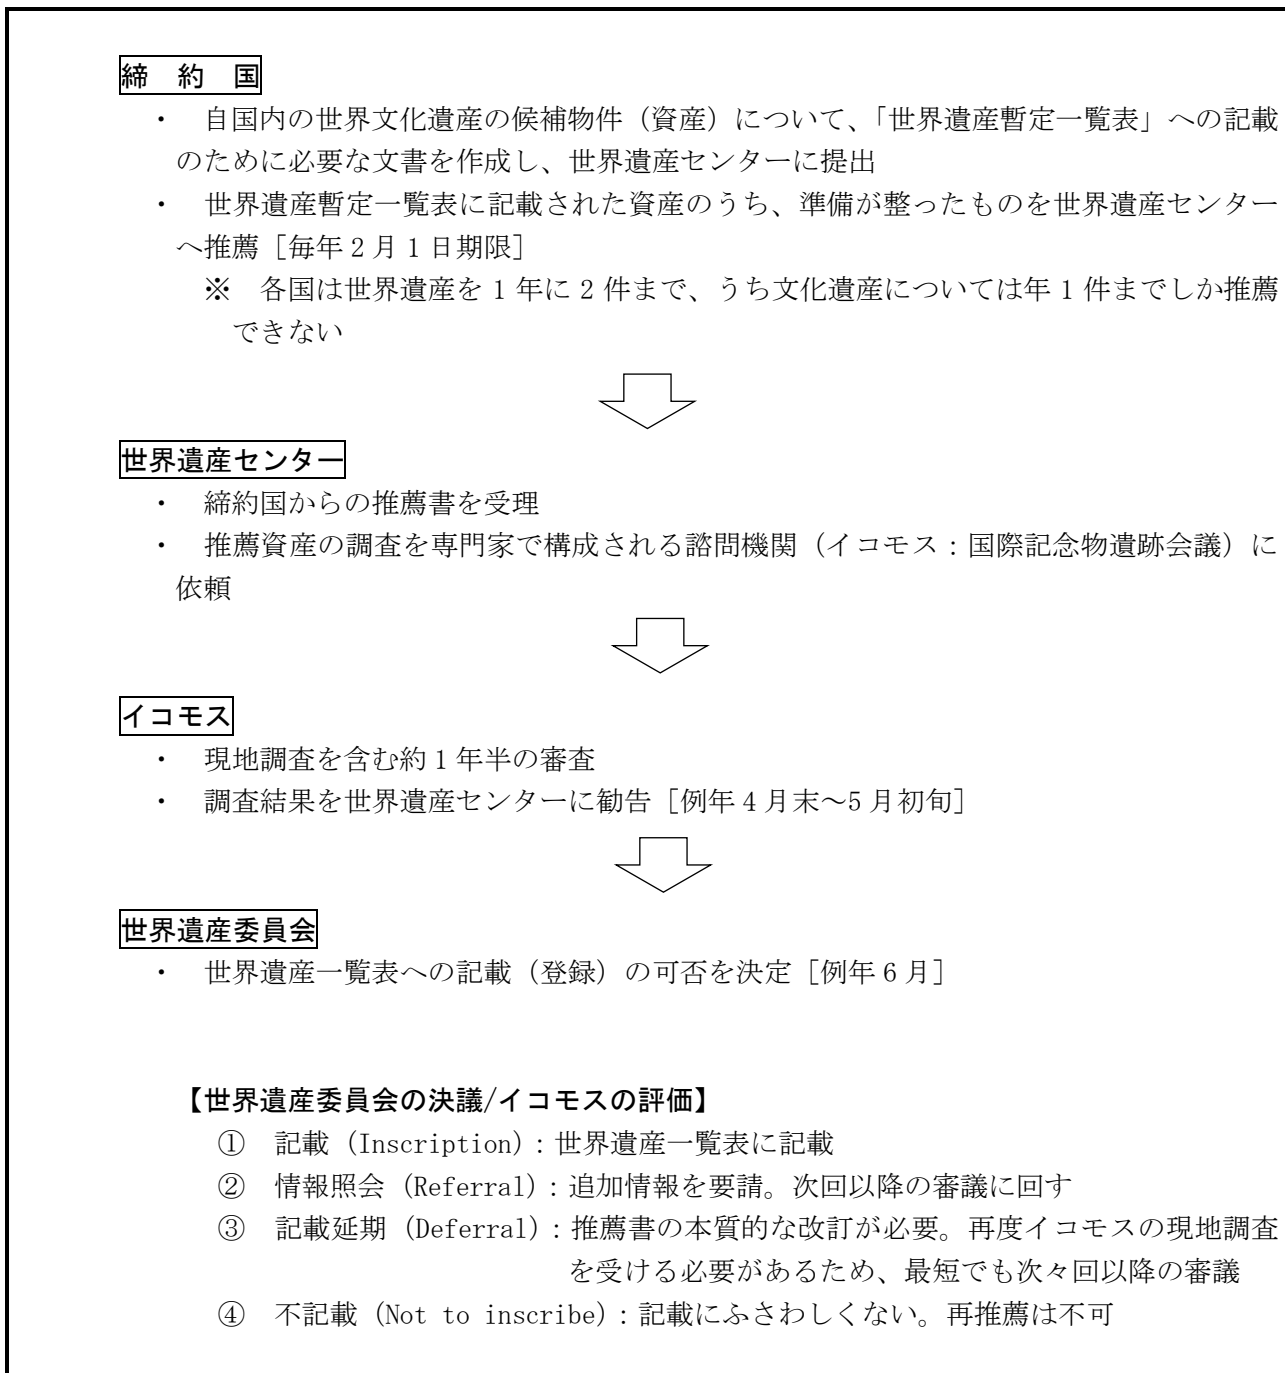 締　約　国
・　自国内の世界文化遺産の候補物件（資産）について、「世界遺産暫定一覧表」への記載
のために必要な文書を作成し、世界遺産センターに提出
・　世界遺産暫定一覧表に記載された資産のうち、準備が整ったものを世界遺産センター
へ推薦［毎年 2 月 1 日期限］
※　各国は世界遺産を 1 年に 2 件まで、うち文化遺産については年 1 件までしか推薦
できない
世界遺産センター
・　締約国からの推薦書を受理
・　推薦資産の調査を専門家で構成される諮問機関（イコモス：国際記念物遺跡会議）に
依頼
イコモス
・　現地調査を含む約 1 年半の審査
・　調査結果を世界遺産センターに勧告［例年 4 月末～5 月初旬］
世界遺産委員会
・　世界遺産一覧表への記載（登録）の可否を決定［例年 6 月］
【世界遺産委員会の決議/イコモスの評価】
①　記載（Inscription）：世界遺産一覧表に記載
②　情報照会（Referral）：追加情報を要請。次回以降の審議に回す
③　記載延期（Deferral）：推薦書の本質的な改訂が必要。再度イコモスの現地調査
を受ける必要があるため、最短でも次々回以降の審議
④　不記載（Not to inscribe）：記載にふさわしくない。再推薦は不可